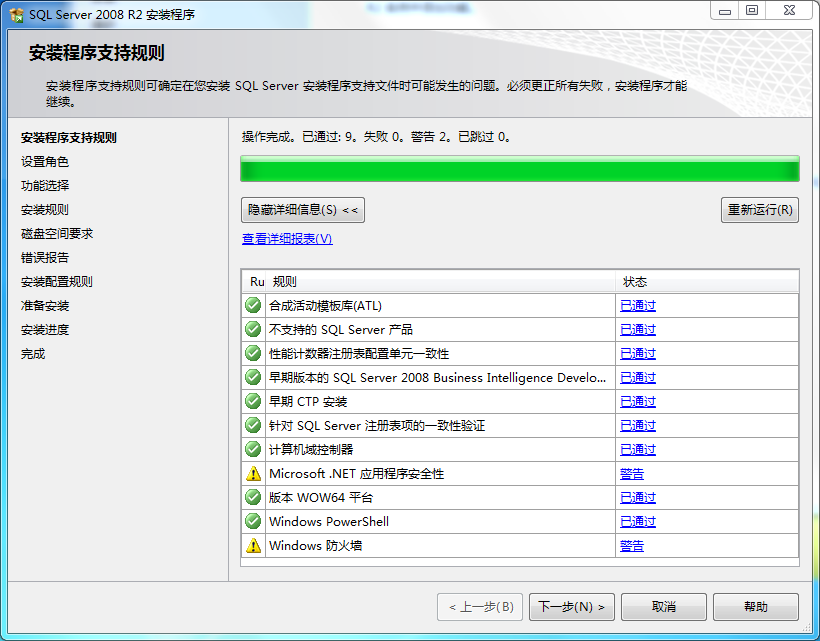 SQL Server 2008 R2 安装程序
安装程序支持规则
安装程序支持规则可确定在您安装 SQL Server 安装程序支持文件时可能发生的问题。必须更正所有失败，安装程序才能
继续。
安装程序支持规则
设置角色
功能选择
安装规则
磁盘空间要求
错误报告
安装配置规则
准备安装
安装进度
完成
操作完成。已通过: 9。失败 0。警告 2。已跳过 0。
隐藏详细信息(S) <<
重新运行(R)
查看详细报表(V)
Ru 规则 状态
合成活动模板库(ATL) 已通过
不支持的 SQL Server 产品 已通过
性能计数器注册表配置单元一致性 已通过
早期版本的 SQL Server 2008 Business Intelligence Develo... 已通过
早期 CTP 安装 已通过
针对 SQL Server 注册表项的一致性验证 已通过
计算机域控制器 已通过
Microsoft .NET 应用程序安全性 警告
版本 WOW64 平台 已通过
Windows PowerShell 已通过
Windows 防火墙 警告
< 上一步(B) 下一步(N) > 取消 帮助